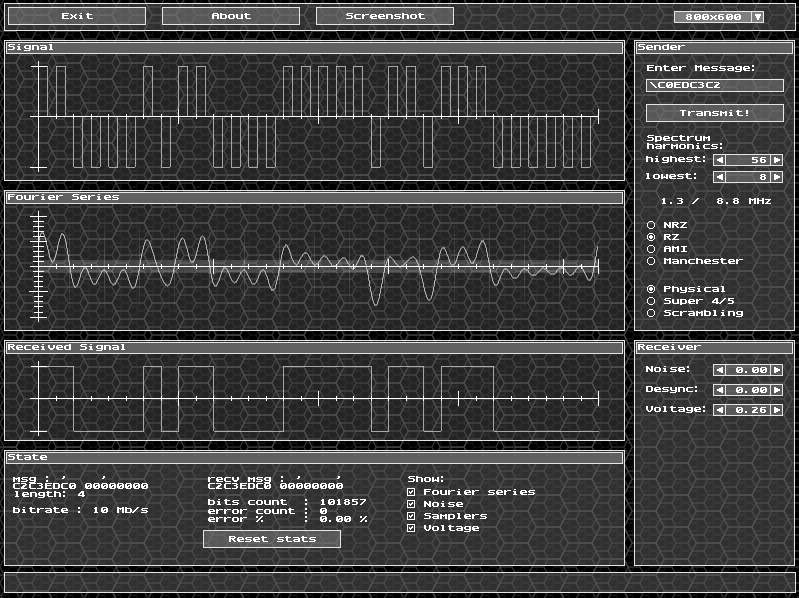 Exit About Screenshot 800x600
Signal
Fourier Series
Received Signal
State
msg : '      '
C2C3EDC0 00000000
length: 4
bitrate : 10 Mb/s
recv msg : '      '
C2C3EDC0 00000000
bits count : 101857
error count : 0
error % : 0.00 %
Reset stats
Show:
Fourier series
Noise
Samplers
Voltage
Sender
Enter Message:
\C0EDC3C2
Transmit!
Spectrum
harmonics:
highest: 56
lowest: 8
1.3 / 8.8 MHz
NRZ
RZ
AMI
Manchester
Physical
Super 4/5
Scrambling
Receiver
Noise: 0.00
Desync: 0.00
Voltage: 0.26